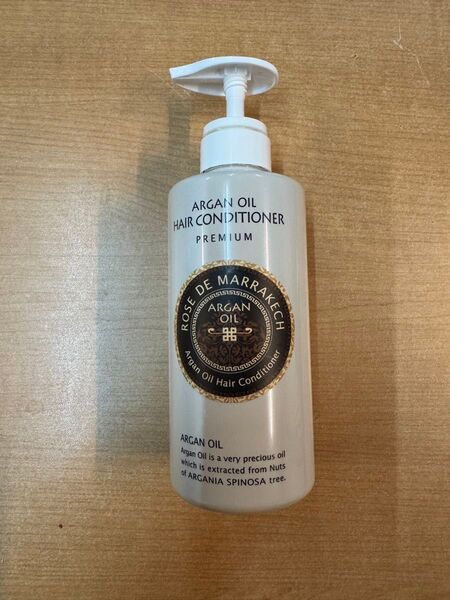 ARGAN OIL
HAIR CONDITIONER
PREMIUM
ROSE DE MARRAKECH
ARGAN
OIL
Argan Oil Hair Conditioner
ARGAN OIL
Argan Oil is a very precious oil
which is extracted from Nuts
of ARGANIA SPINOSA tree.